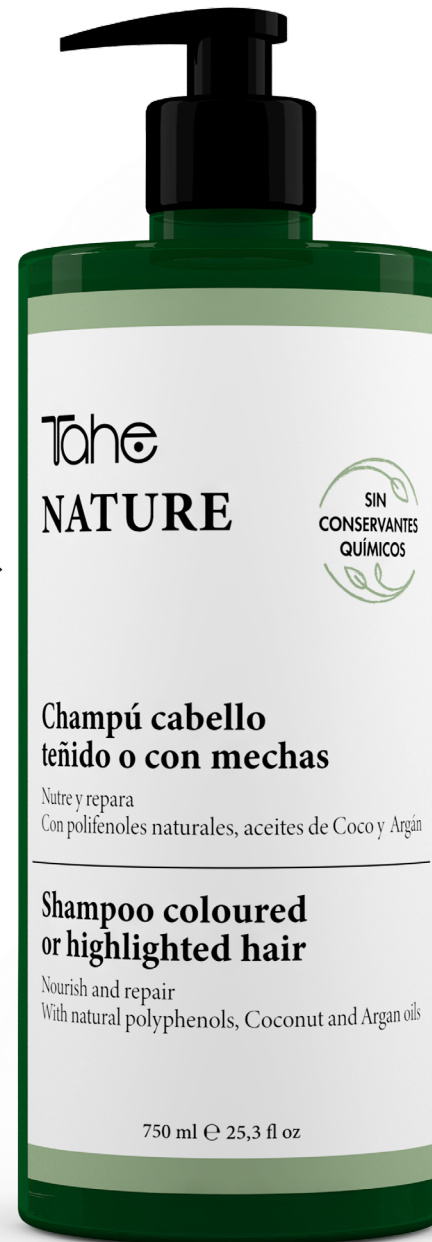 Tahe
NATURE
SIN
CONSERVANTES
QUÍMICOS
Champú cabello
teñido o con mechas
Nutre y repara
Con polifenoles naturales, aceites de Coco y Argán
Shampoo coloured
or highlighted hair
Nourish and repair
With natural polyphenols, Coconut and Argan oils
750 ml ℮ 25,3 fl oz